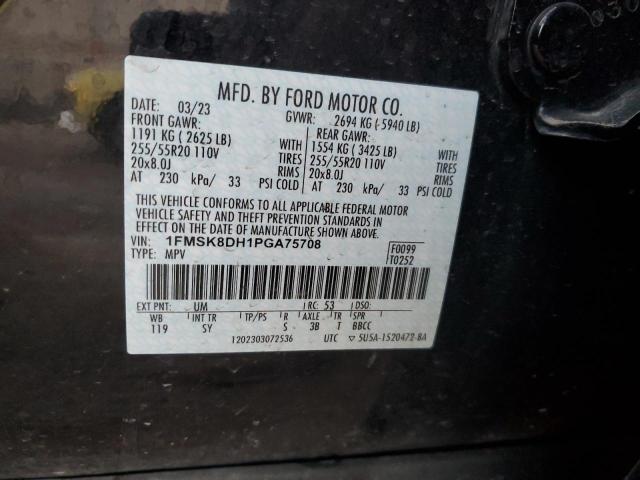 MFD. BY FORD MOTOR CO.
DATE: 03/23 GVWR: 2694 KG ( 5940 LB)
FRONT GAWR: REAR GAWR:
1191 KG ( 2625 LB) WITH 1554 KG ( 3425 LB) WITH
255/55R20 110V TIRES 255/55R20 110V TIRES
20x8.0J RIMS 20x8.0J RIMS
AT 230 kPa/ 33 PSI COLD AT 230 kPa/ 33 PSI COLD
THIS VEHICLE CONFORMS TO ALL APPLICABLE FEDERAL MOTOR
VEHICLE SAFETY AND THEFT PREVENTION STANDARDS IN
EFFECT ON THE DATE OF MANUFACTURE SHOWN ABOVE.
VIN: 1FMSK8DH1PGA75708 F0099
TYPE: MPV T0252
EXT PNT: UM RC: 53 DSO:
WB INT TR TP/PS R AXLE TR SPR
119 SY S 3B T BBCC
1202303072536 UTC ▽ 5U5A-1520472-BA